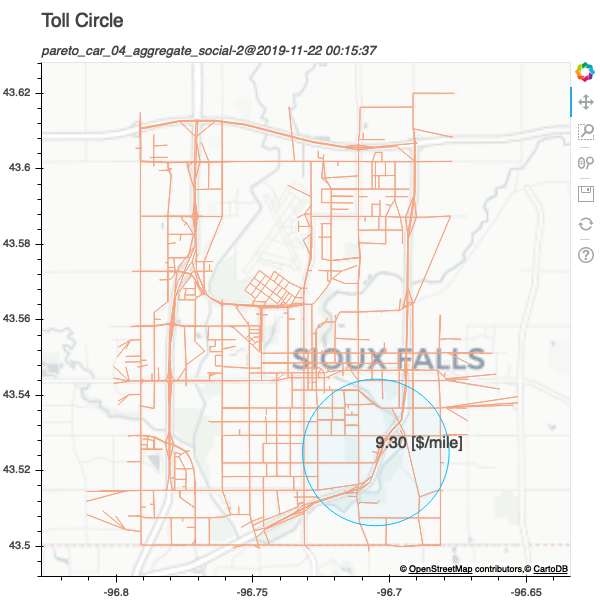 Toll Circle
pareto_car_04_aggregate_social-2@2019-11-22 00:15:37
43.62
43.6
43.58
43.56
SIOUX FALLS
43.54
9.30 [$/mile]
43.52
43.5
© OpenStreetMap contributors,© CartoDB
-96.8
-96.75
-96.7
-96.65